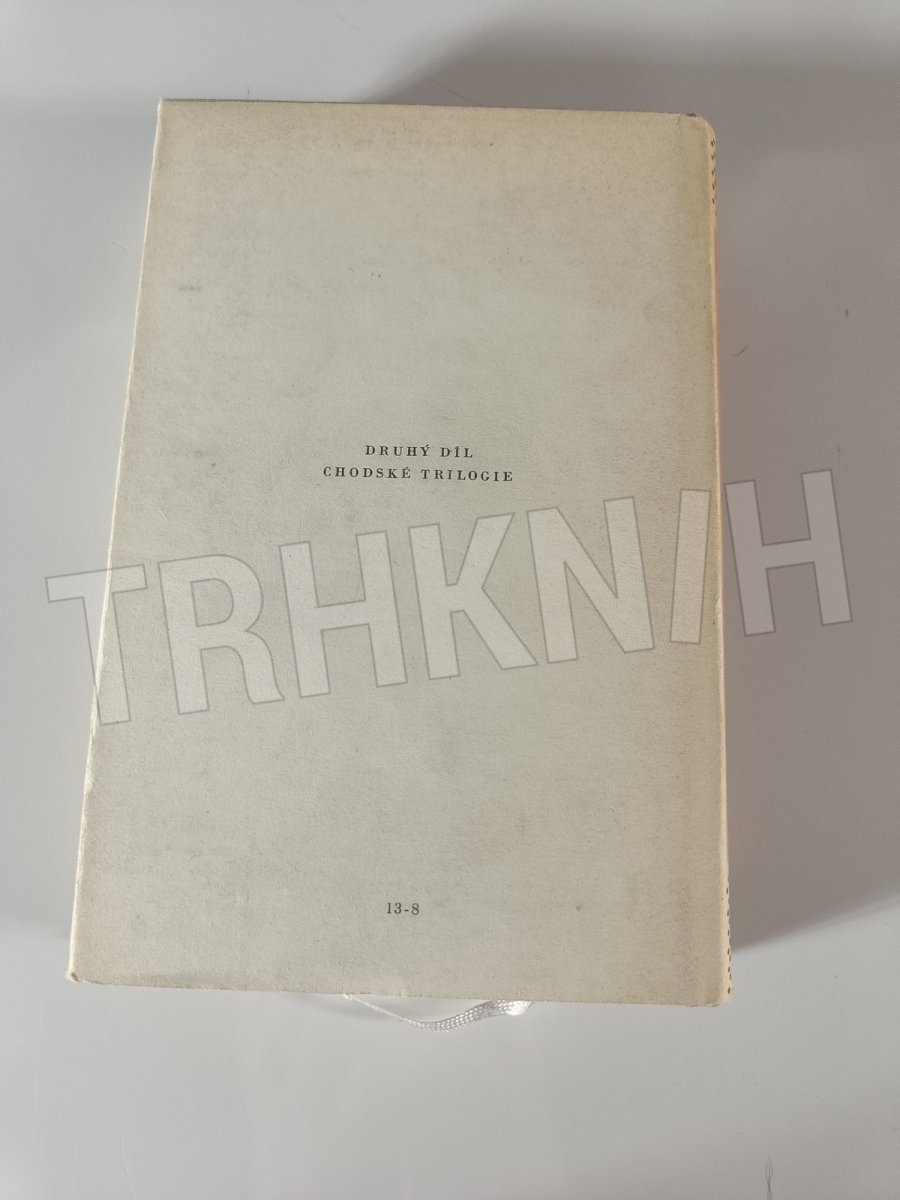 DRUHÝ DÍL
CHODSKÉ TRILOGIE
TRHKNIH
13-8